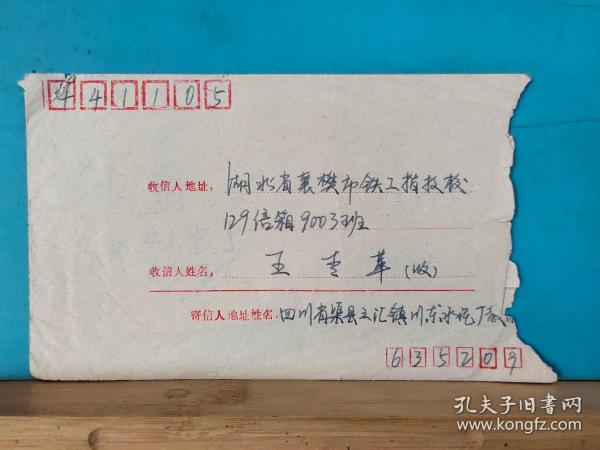 441105
收信人地址: 湖北省襄樊市铁工指技校
129信箱9003班
收信人姓名: 王 青 革 (收)
寄信人地址姓名: 四川省渠县三汇镇川东水泥厂
635209
孔夫子旧书网
www.kongfz.com